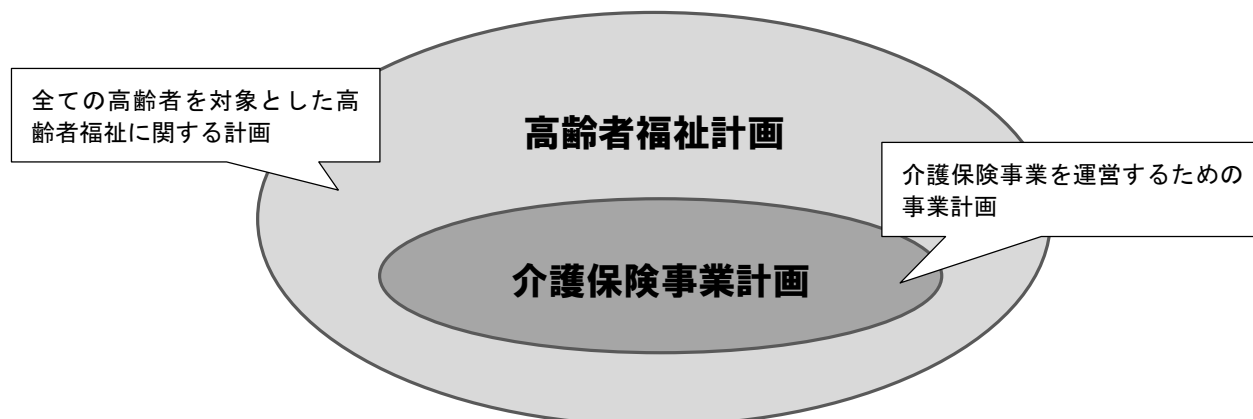 全ての高齢者を対象とした高
齢者福祉に関する計画
高齢者福祉計画
介護保険事業を運営するための
事業計画
介護保険事業計画